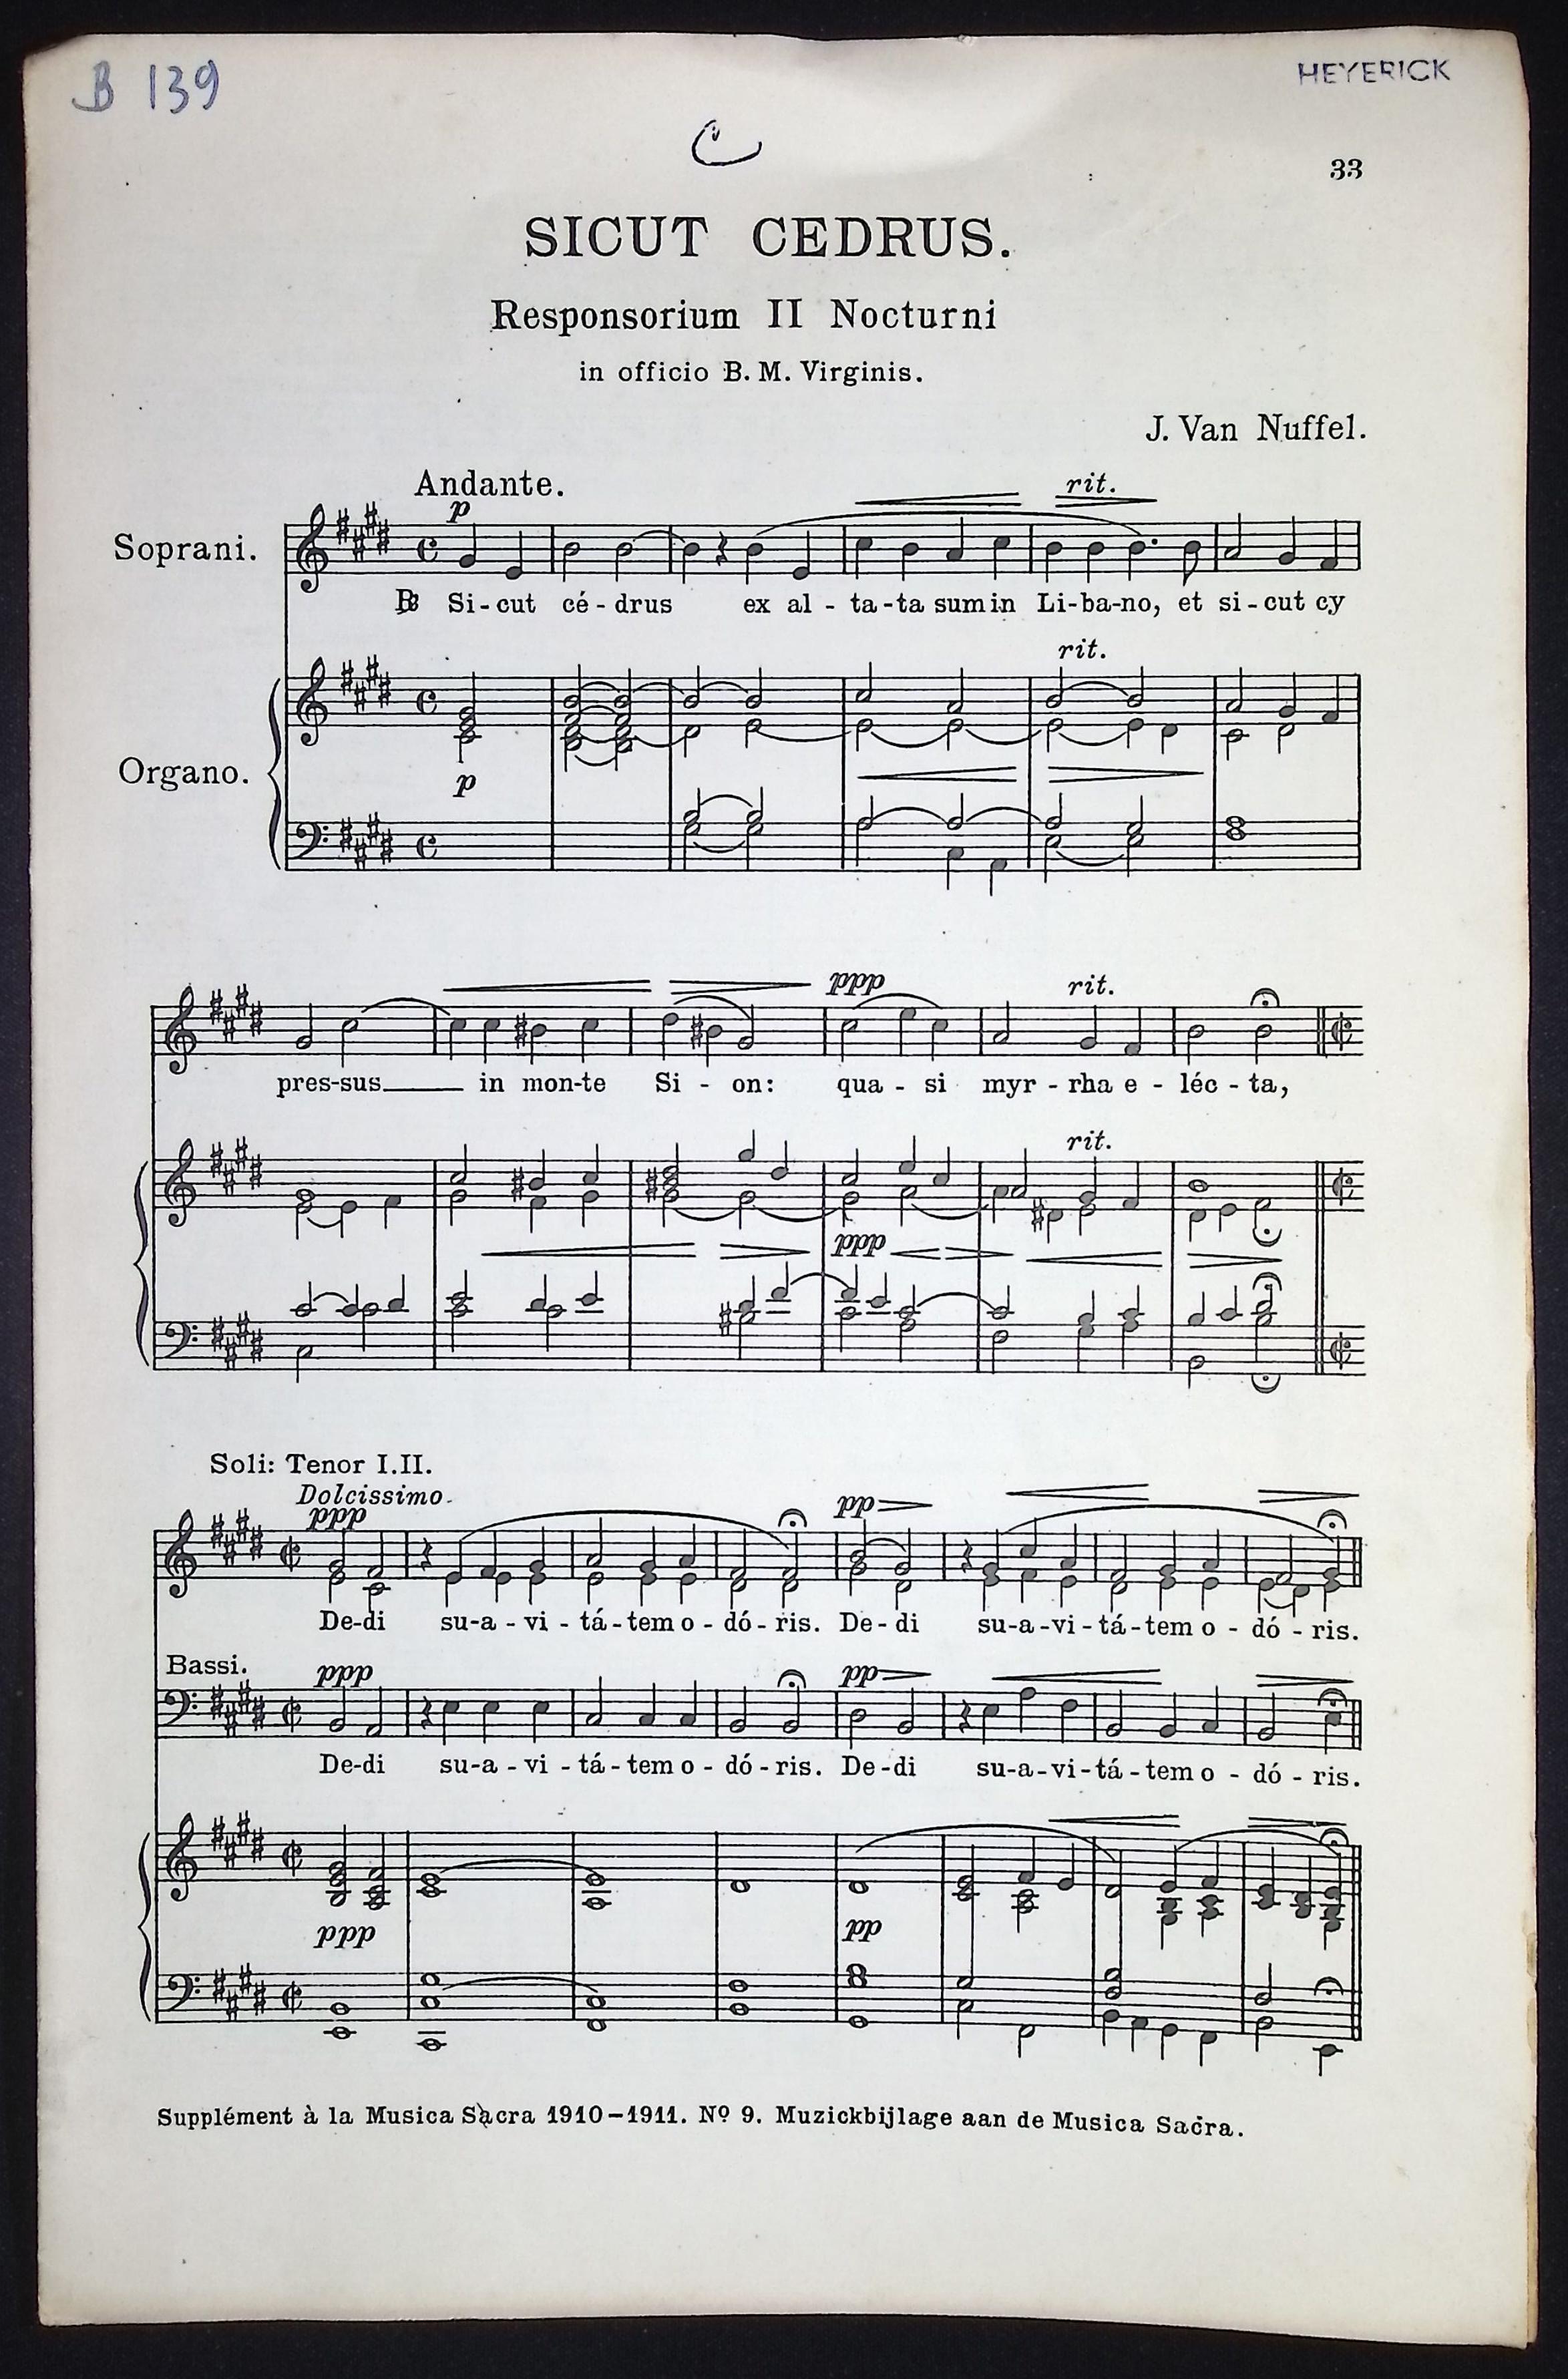 B 139
HEYERICK
C
33
SICUT CEDRUS.
Responsorium II Nocturni
in officio B. M. Virginis.
J. Van Nuffel.
Andante.
p
rit.
Soprani.
℟ Si - cut cé - drus ex al - ta - ta sum in Li - ba - no, et si - cut cy
rit.
Organo.
p
ppp rit.
pres - sus in mon - te Si - on: qua - si myr - rha e - léc - ta,
rit.
ppp
Soli: Tenor I. II.
Dolcissimo.
ppp pp
De - di su - a - vi - tá - tem o - dó - ris. De - di su - a - vi - tá - tem o - dó - ris.
Bassi. ppp pp
De - di su - a - vi - tá - tem o - dó - ris. De - di su - a - vi - tá - tem o - dó - ris.
ppp pp
Supplément à la Musica Sacra 1910-1911. Nº 9. Muzickbijlage aan de Musica Sacra.